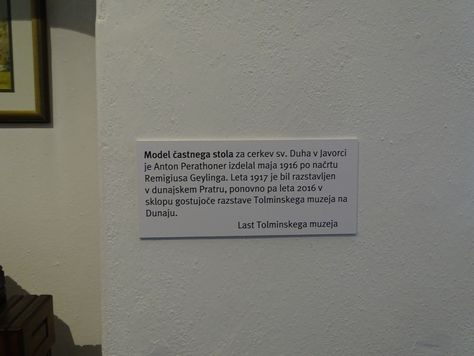 Model častnega stola za cerkev sv. Duha v Javorci
je Anton Perathoner izdelal maja 1916 po načrtu
Remigiusa Geylinga. Leta 1917 je bil razstavljen
v dunajskem Pratru, ponovno pa leta 2016 v
sklopu gostujoče razstave Tolminskega muzeja na
Dunaju.
Last Tolminskega muzeja